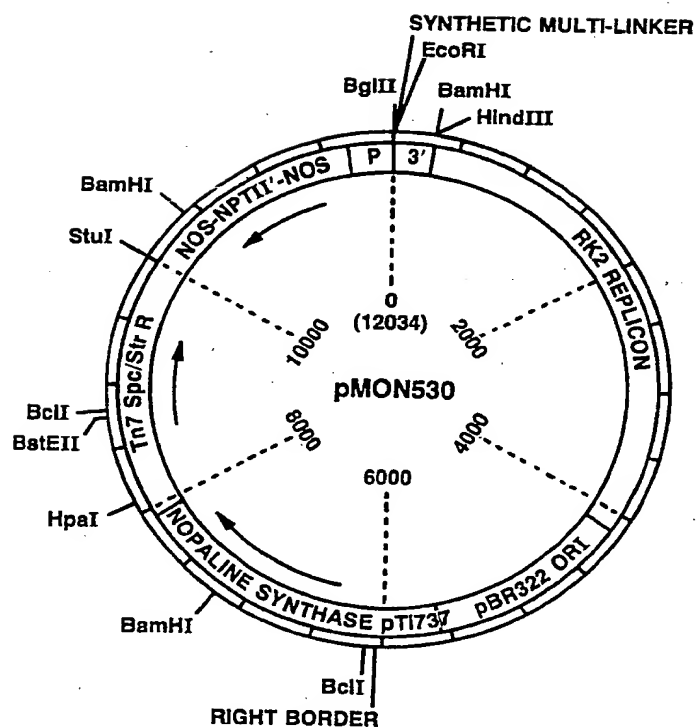 SYNTHETIC MULTI-LINKER
EcoRI
BglII
BamHI
HindIII
P
3'
BamHI
NOS-NPTII'-NOS
StuI
RK2 REPLICON
0
(12034)
10000
2000
Tn7 Spc/Str R
pMON530
BclI
BstEII
8000
4000
6000
HpaI
NOPALINE SYNTHASE
pTi737
pBR322 ORI
BamHI
BclI
RIGHT BORDER